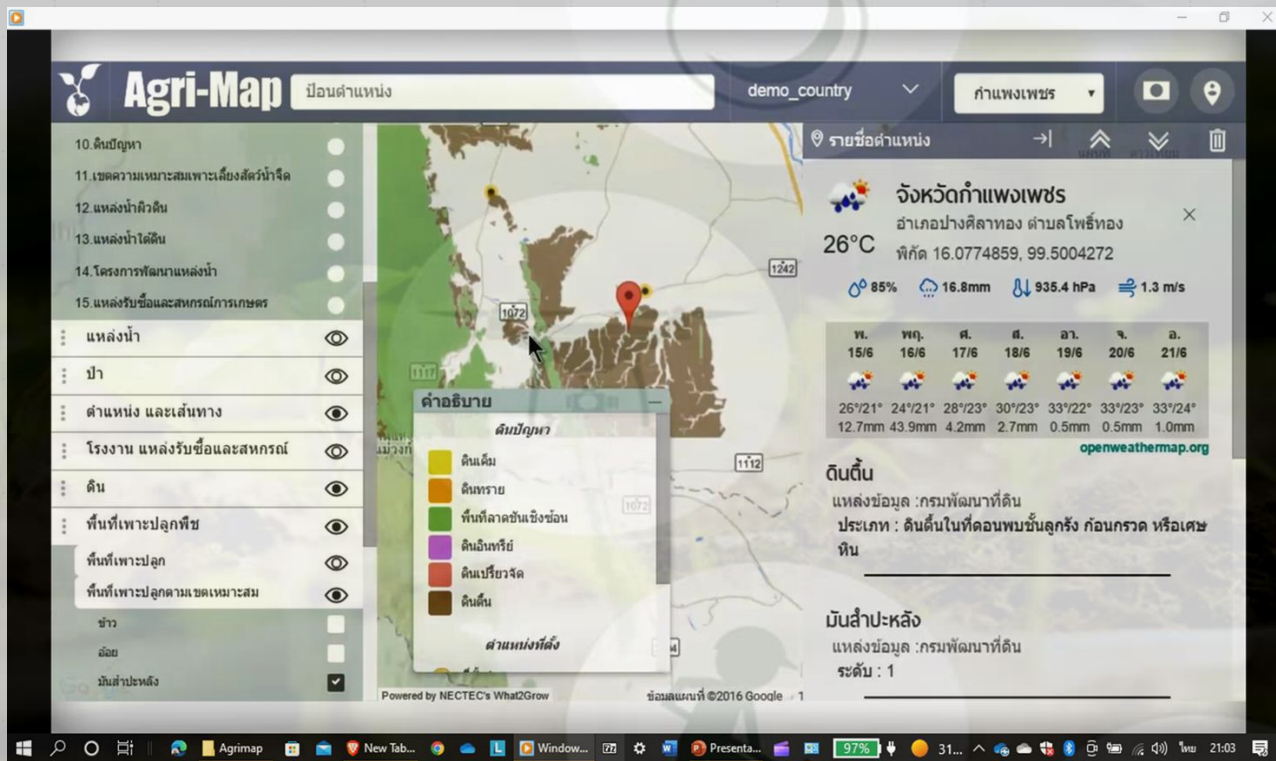 Agri-Map
ป้อนตำแหน่ง
demo_country
กำแพงเพชร
10.ดินปัญหา
11.เขตความเหมาะสมเพาะเลี้ยงสัตว์น้ำจืด
12.แหล่งน้ำผิวดิน
13.แหล่งน้ำใต้ดิน
14.โครงการพัฒนาแหล่งน้ำ
15.แหล่งรับซื้อและสหกรณ์การเกษตร
แหล่งน้ำ
ป่า
ตำแหน่ง และเส้นทาง
โรงงาน แหล่งรับซื้อและสหกรณ์
ดิน
พื้นที่เพาะปลูกพืช
พื้นที่เพาะปลูก
พื้นที่เพาะปลูกตามเขตเหมาะสม
ข้าว
อ้อย
มันสำปะหลัง
1242
1072
1117
1112
1072
คำอธิบาย
ดินปัญหา
ดินเค็ม
ดินทราย
พื้นที่ลาดชันเชิงซ้อน
ดินอินทรีย์
ดินเปรี้ยวจัด
ดินตื้น
ตำแหน่งที่ตั้ง
Powered by NECTEC's What2Grow
ข้อมูลแผนที่ ©2016 Google
รายชื่อตำแหน่ง
จังหวัดกำแพงเพชร
อำเภอปางศิลาทอง ตำบลโพธิ์ทอง
26°C
พิกัด 16.0774859, 99.5004272
85% 16.8mm 935.4 hPa 1.3 m/s
พ. พฤ. ศ. ส. อา. จ. อ.
15/6 16/6 17/6 18/6 19/6 20/6 21/6
26°/21° 24°/21° 28°/23° 30°/23° 33°/22° 33°/23° 33°/24°
12.7mm 43.9mm 4.2mm 2.7mm 0.5mm 0.5mm 1.0mm
openweathermap.org
ดินตื้น
แหล่งข้อมูล :กรมพัฒนาที่ดิน
ประเภท : ดินตื้นในที่ดอนพบชั้นลูกรัง ก้อนกรวด หรือเศษ
หิน
มันสำปะหลัง
แหล่งข้อมูล :กรมพัฒนาที่ดิน
ระดับ : 1
Agrimap
New Tab...
Window...
Presenta...
97%
31...
ไทย
21:03